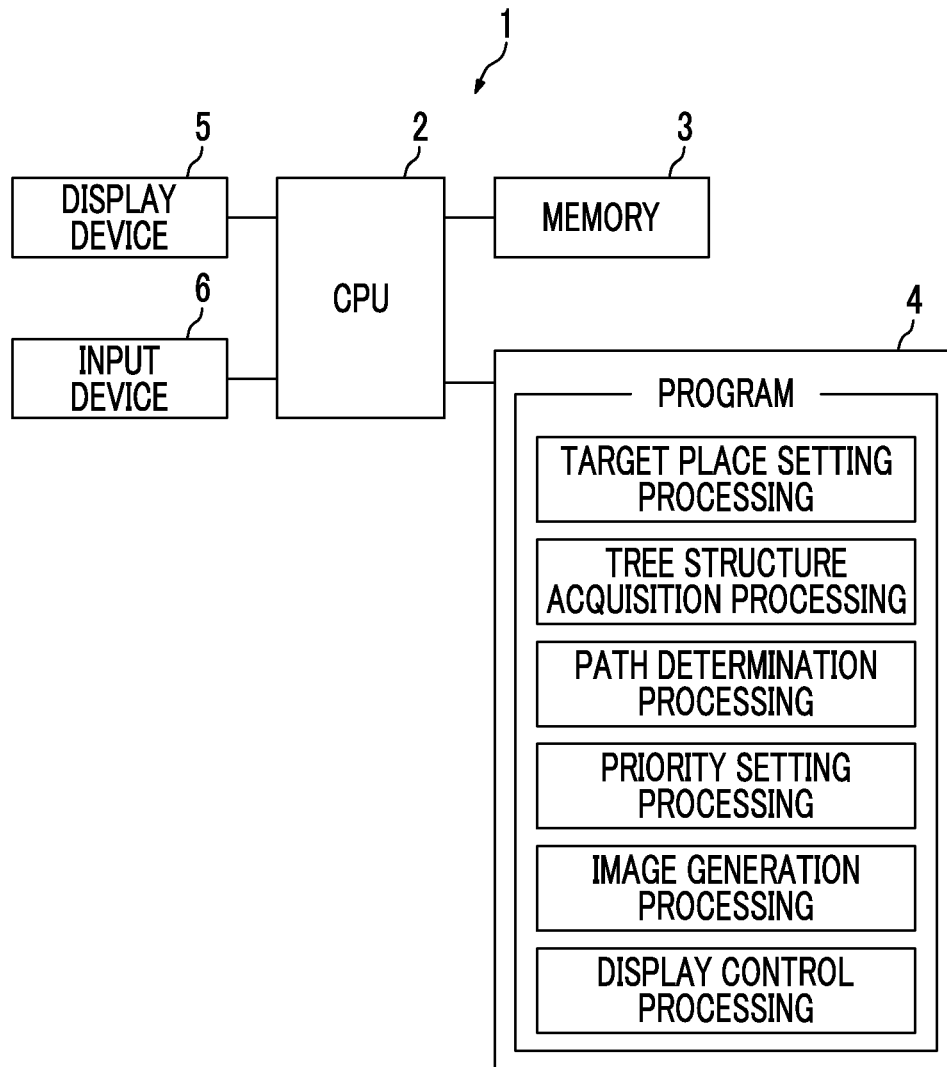 1
5
2
3
DISPLAY
DEVICE
CPU
MEMORY
6
INPUT
DEVICE
4
PROGRAM
TARGET PLACE SETTING
PROCESSING
TREE STRUCTURE
ACQUISITION PROCESSING
PATH DETERMINATION
PROCESSING
PRIORITY SETTING
PROCESSING
IMAGE GENERATION
PROCESSING
DISPLAY CONTROL
PROCESSING